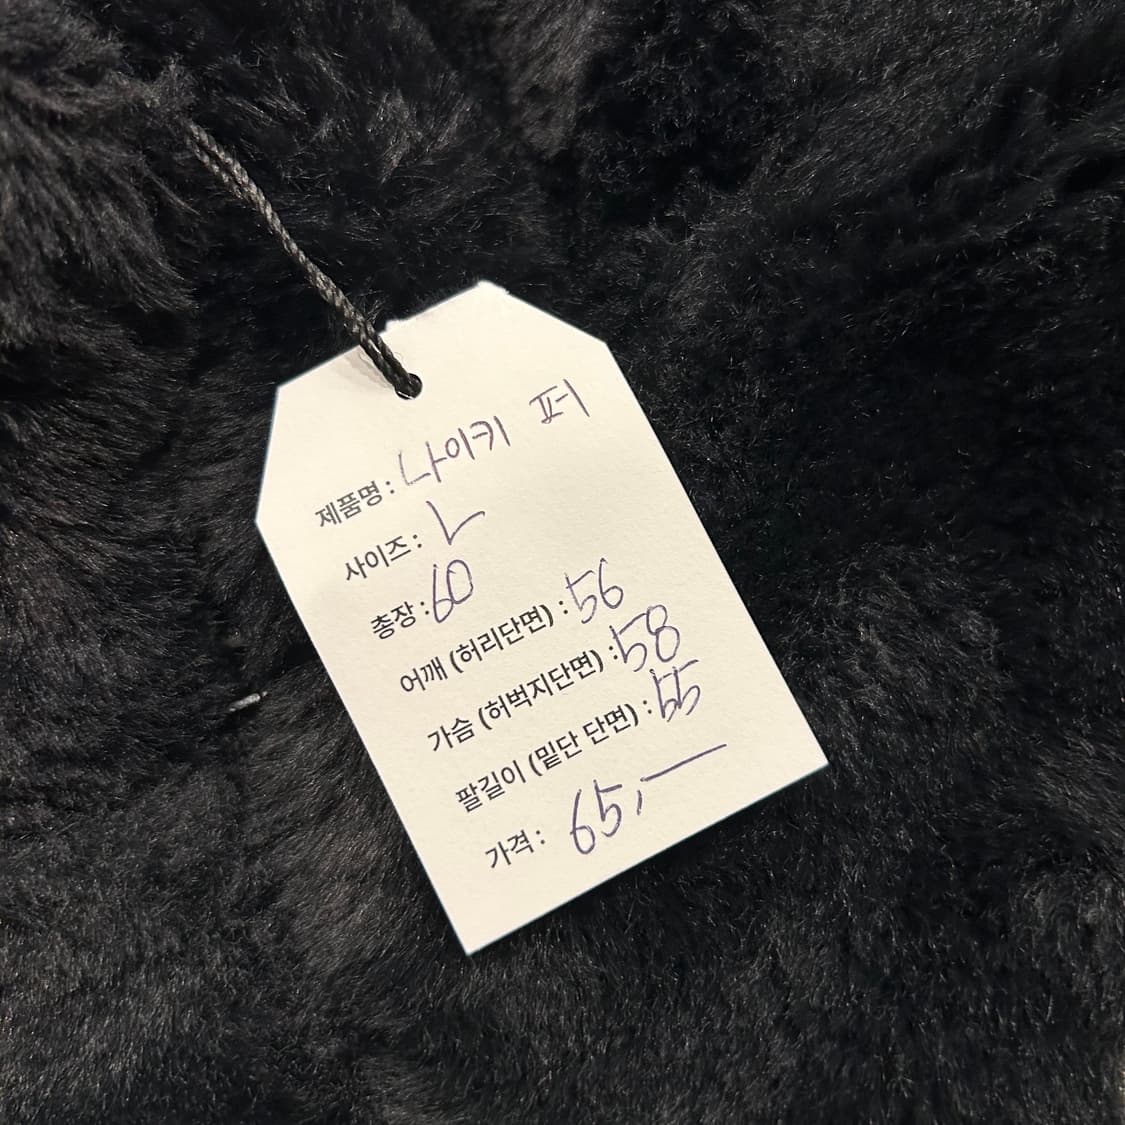 제품명 : 나이키 퍼
사이즈 : L
총장 : 60
어깨 (허리단면) : 56
가슴 (허벅지단면) : 58
팔길이 (밑단 단면) : 55
가격 : 65,—